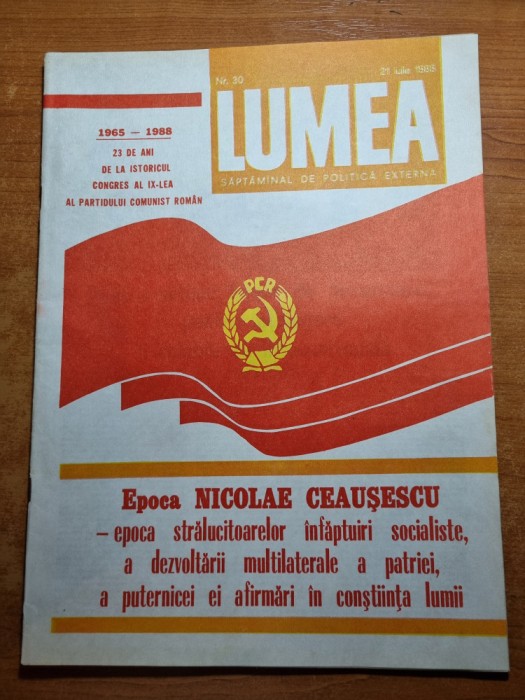 Nr. 30
21 iulie 1988
LUMEA
SĂPTĂMÎNAL DE POLITICĂ EXTERNĂ
1965 — 1988
23 DE ANI
DE LA ISTORICUL
CONGRES AL IX-LEA
AL PARTIDULUI COMUNIST ROMÂN
PCR
Epoca NICOLAE CEAUŞESCU
– epoca strălucitoarelor înfăptuiri socialiste,
a dezvoltării multilaterale a patriei,
a puternicei ei afirmări în conştiinţa lumii